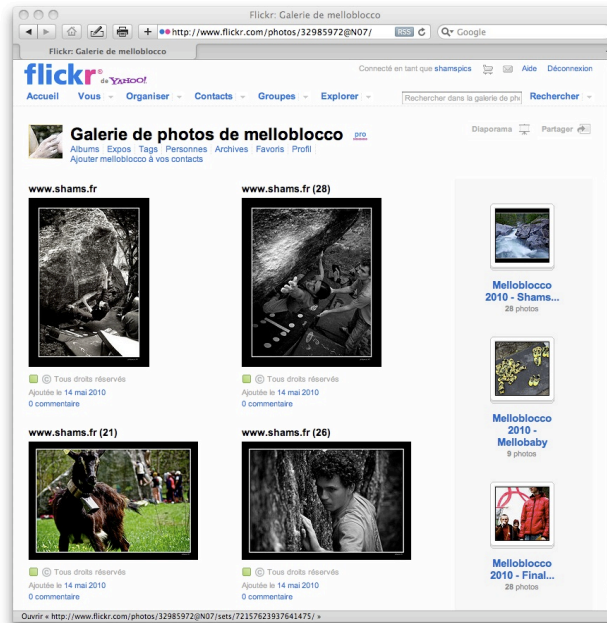 Flickr: Galerie de melloblocco
http://www.flickr.com/photos/32985972@N07/
RSS
Google
Flickr: Galerie de melloblocco
flickr de YAHOO!
Connecté en tant que shamspics Aide Déconnexion
Accueil Vous Organiser Contacts Groupes Explorer
Rechercher dans la galerie de pho Rechercher
Galerie de photos de melloblocco pro
Diaporama Partager
Albums Expos Tags Personnes Archives Favoris Profil
Ajouter melloblocco à vos contacts
www.shams.fr
© Tous droits réservés
Ajoutée le 14 mai 2010
0 commentaire
www.shams.fr (28)
© Tous droits réservés
Ajoutée le 14 mai 2010
0 commentaire
www.shams.fr (21)
© Tous droits réservés
Ajoutée le 14 mai 2010
0 commentaire
www.shams.fr (26)
© Tous droits réservés
Ajoutée le 14 mai 2010
0 commentaire
Melloblocco
2010 - Shams...
28 photos
Melloblocco
2010 -
Mellobaby
9 photos
Melloblocco
2010 - Final...
28 photos
Ouvrir « http://www.flickr.com/photos/32985972@N07/sets/72157623937641475/ »